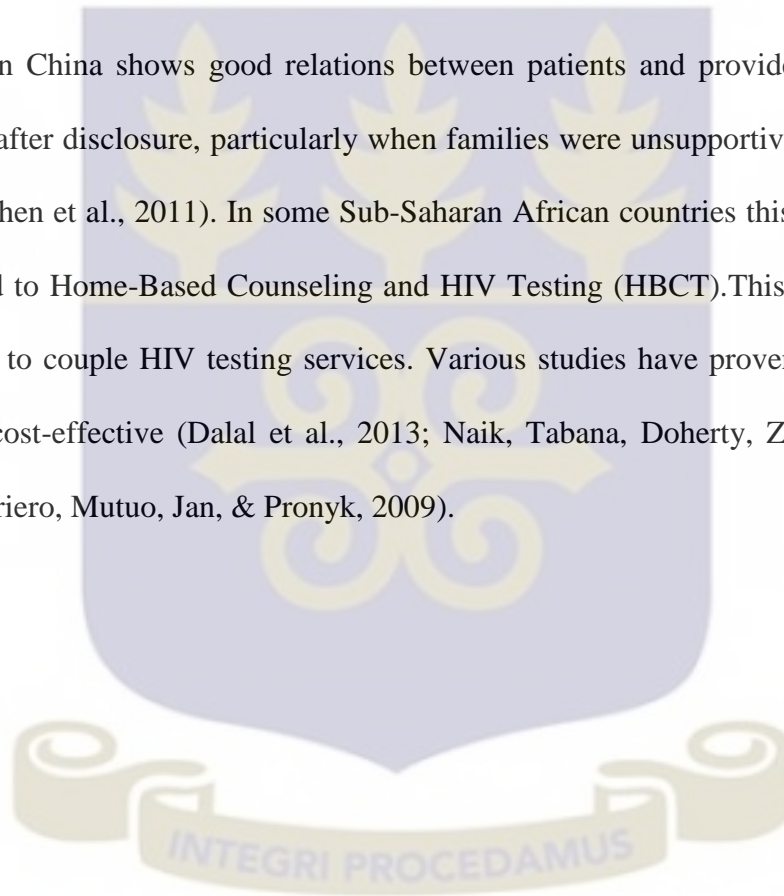 n China shows good relations between patients and provide
after disclosure, particularly when families were unsupportiv
hen et al., 2011). In some Sub-Saharan African countries this
d to Home-Based Counseling and HIV Testing (HBCT).This
to couple HIV testing services. Various studies have prove
cost-effective (Dalal et al., 2013; Naik, Tabana, Doherty, Z
riero, Mutuo, Jan, & Pronyk, 2009).
INTEGRI PROCEDAMUS